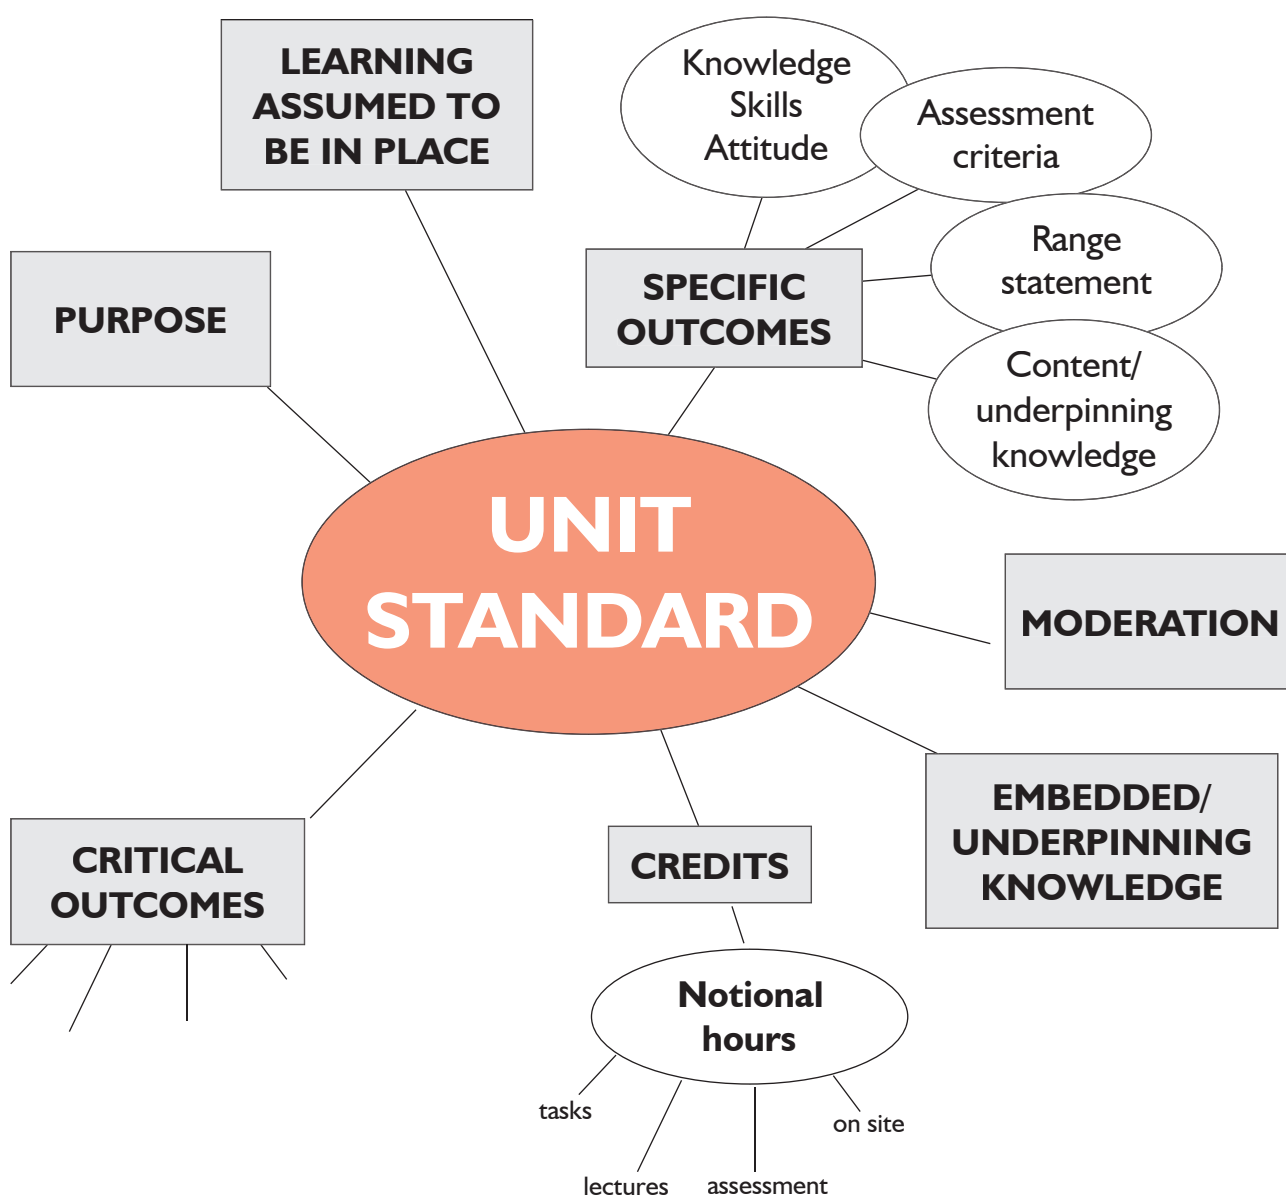 LEARNING
ASSUMED TO
BE IN PLACE
Knowledge
Skills
Attitude
Assessment
criteria
PURPOSE
SPECIFIC
OUTCOMES
Range
statement
Content/
underpinning
knowledge
UNIT
STANDARD
MODERATION
EMBEDDED/
UNDERPINNING
KNOWLEDGE
CRITICAL
OUTCOMES
CREDITS
Notional
hours
tasks
lectures
assessment
on site